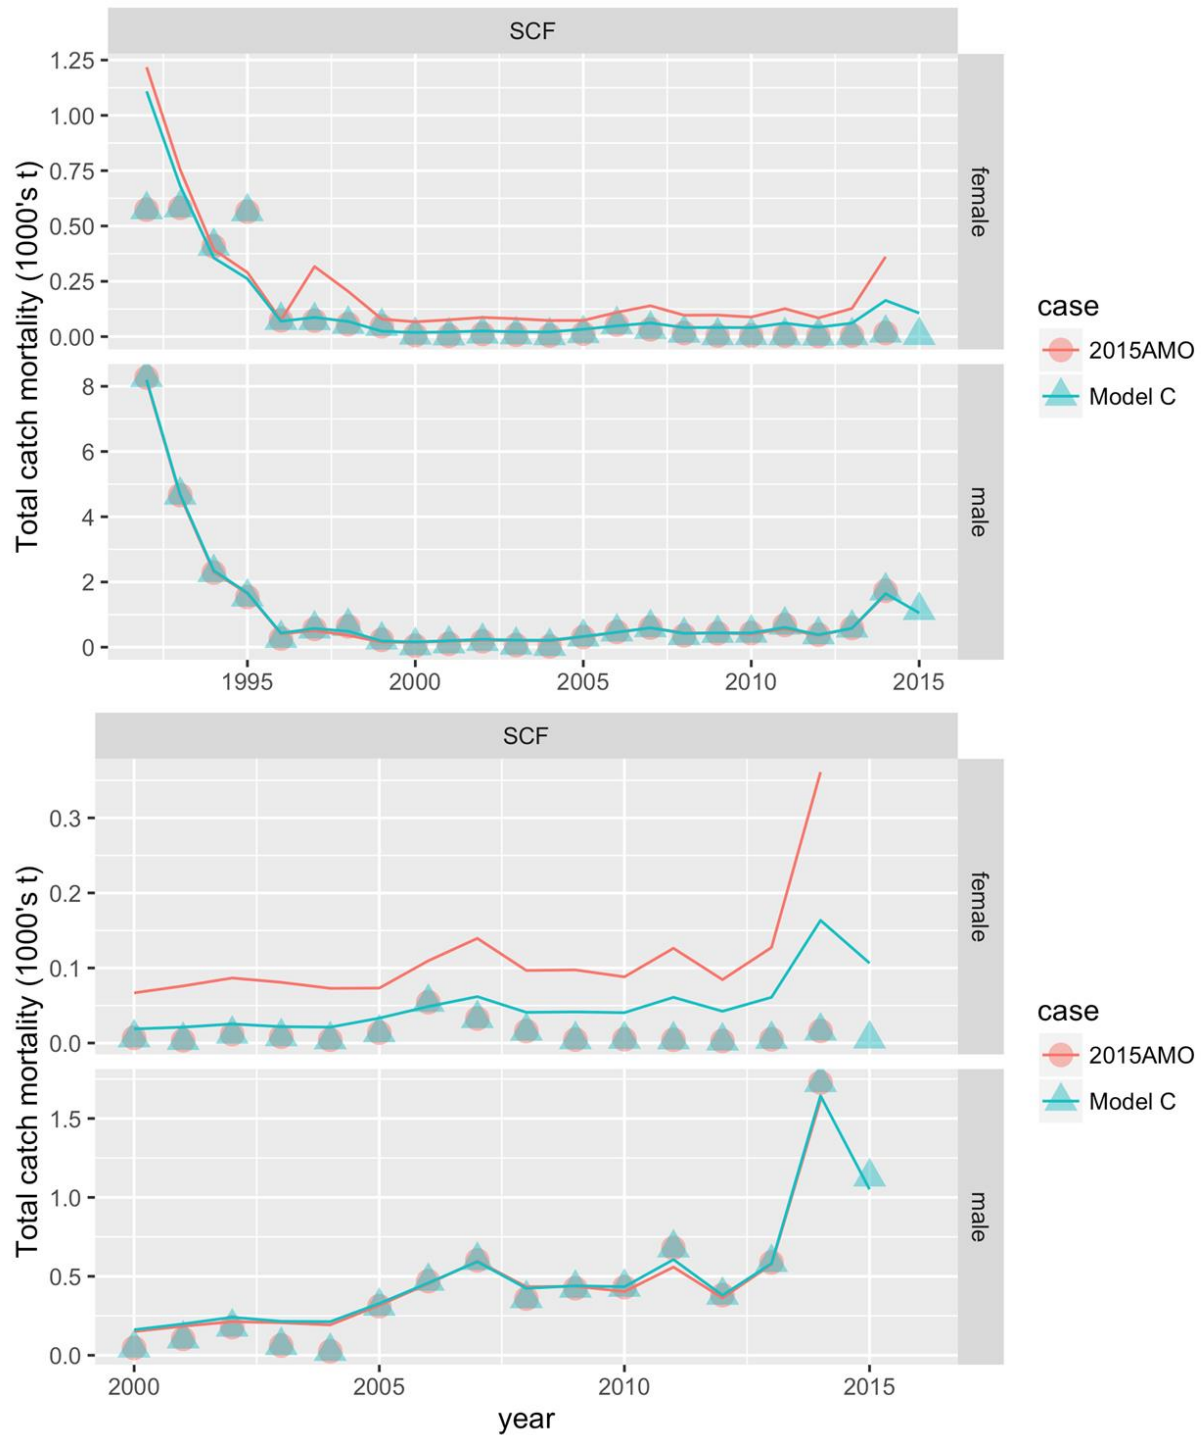 SCF
Total catch mortality (1000's t)
1.25
1.00
0.75
0.50
0.25
0.00
female
8
6
4
2
0
male
1995 2000 2005 2010 2015
case
2015AMO
Model C
SCF
Total catch mortality (1000's t)
0.3
0.2
0.1
0.0
female
1.5
1.0
0.5
0.0
male
2000 2005 2010 2015
year
case
2015AMO
Model C